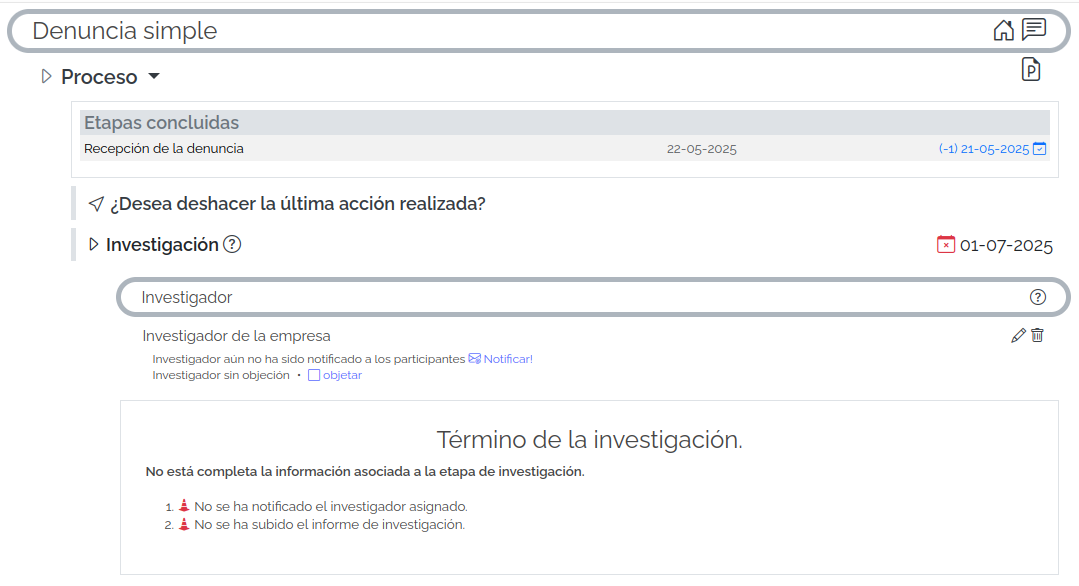 Denuncia simple
Proceso
P
Etapas concluidas
Recepción de la denuncia 22-05-2025 (-1) 21-05-2025
¿Desea deshacer la última acción realizada?
Investigación ? 01-07-2025
Investigador ?
Investigador de la empresa
Investigador aún no ha sido notificado a los participantes Notificar!
Investigador sin objeción • objetar
Término de la investigación.
No está completa la información asociada a la etapa de investigación.
1. No se ha notificado el investigador asignado.
2. No se ha subido el informe de investigación.